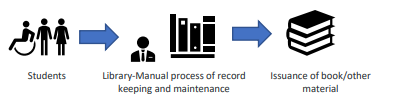 Students
Library-Manual process of record
keeping and maintenance
Issuance of book/other
material